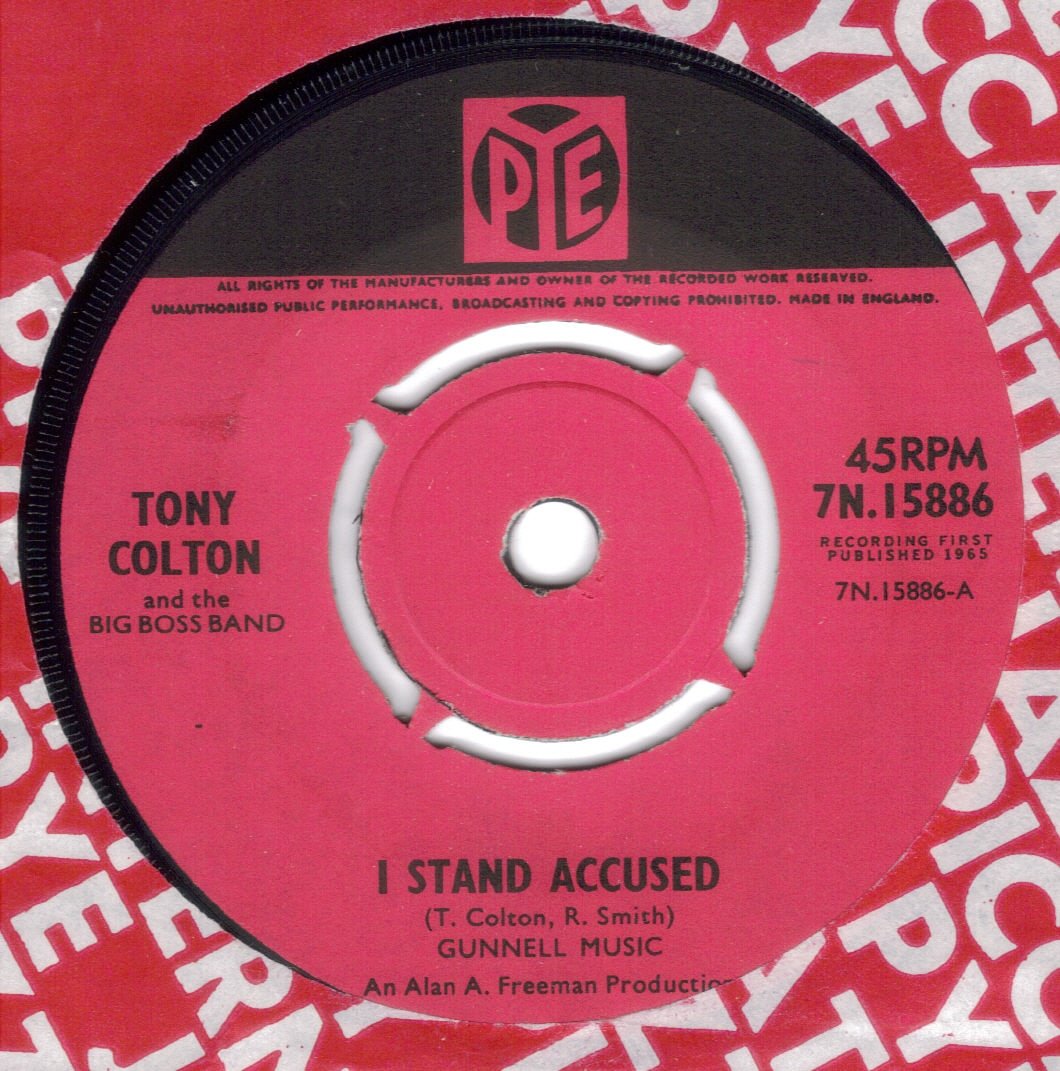 PYE
ALL RIGHTS OF THE MANUFACTURERS AND OWNER OF THE RECORDED WORK RESERVED.
UNAUTHORISED PUBLIC PERFORMANCE, BROADCASTING AND COPYING PROHIBITED. MADE IN ENGLAND.
45RPM
7N.15886
RECORDING FIRST
PUBLISHED 1965
7N.15886-A
TONY
COLTON
and the
BIG BOSS BAND
I STAND ACCUSED
(T. Colton, R. Smith)
GUNNELL MUSIC
An Alan A. Freeman Production